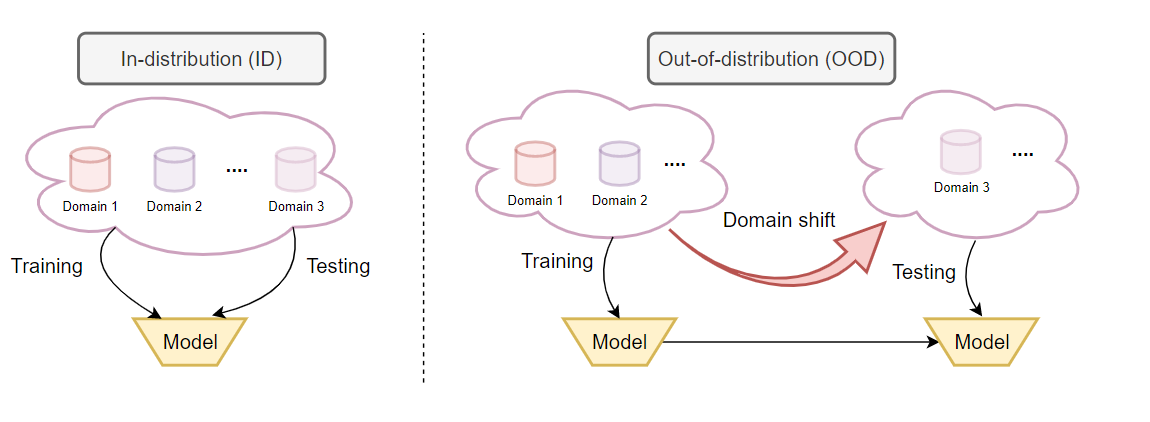 In-distribution (ID)
Out-of-distribution (OOD)
....
Domain 1
Domain 2
Domain 3
Training
Testing
Model
....
Domain 1
Domain 2
....
Domain 3
Domain shift
Training
Testing
Model
Model